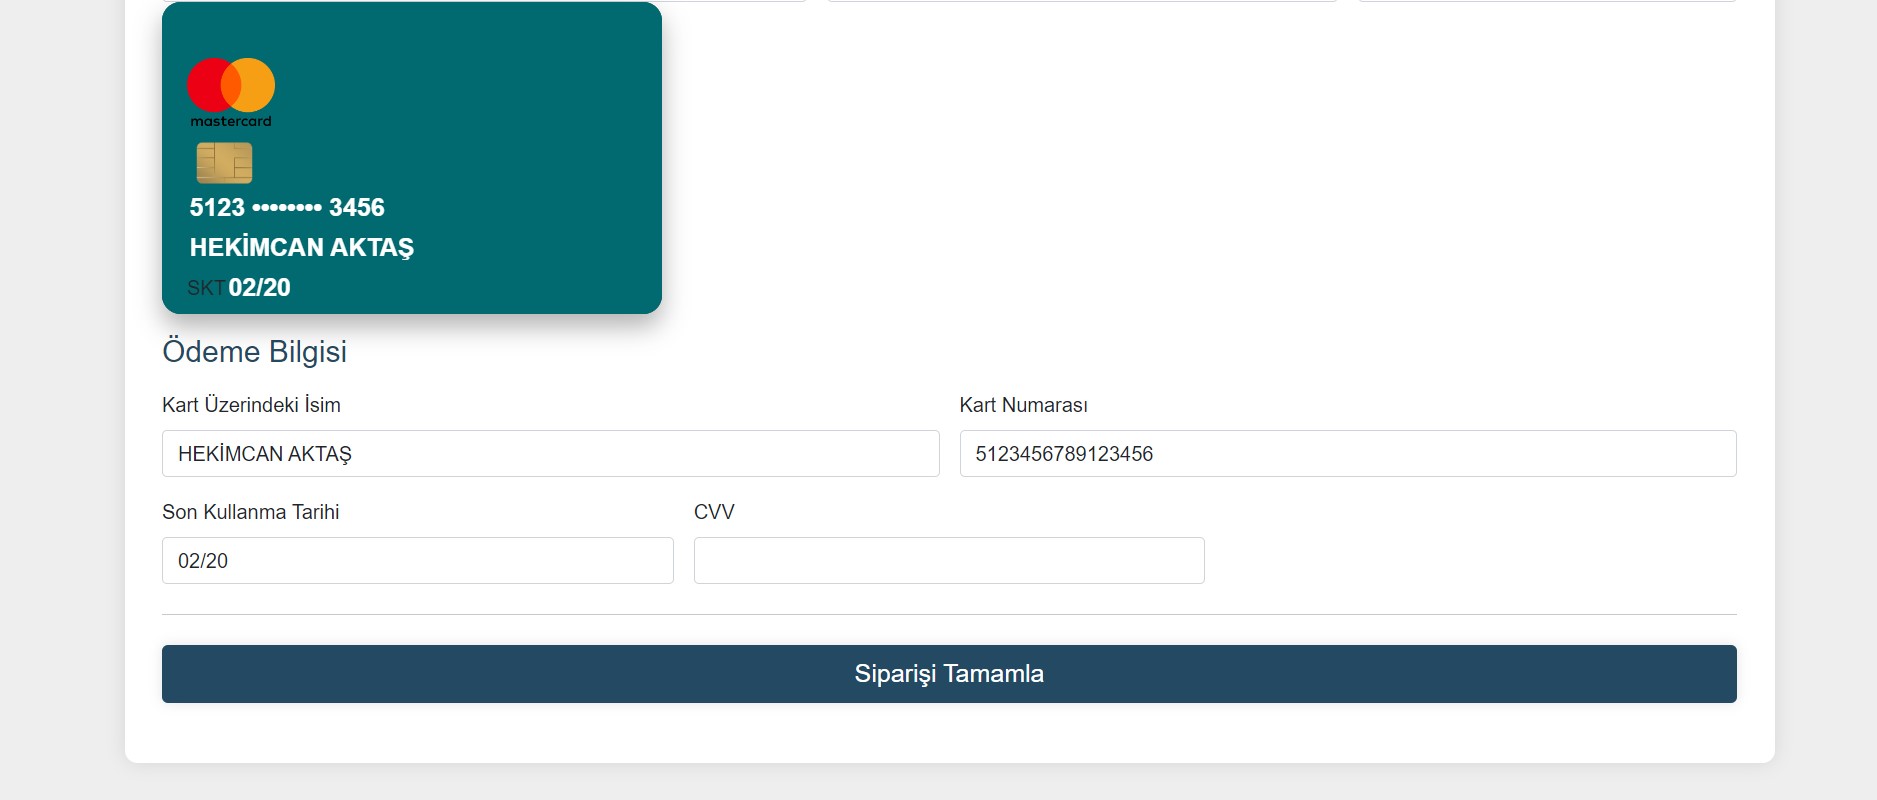 mastercard
5123 •••••••• 3456
HEKİMCAN AKTAŞ
SKT 02/20
Ödeme Bilgisi
Kart Üzerindeki İsim
Kart Numarası
HEKİMCAN AKTAŞ
5123456789123456
Son Kullanma Tarihi
CVV
02/20
Siparişi Tamamla